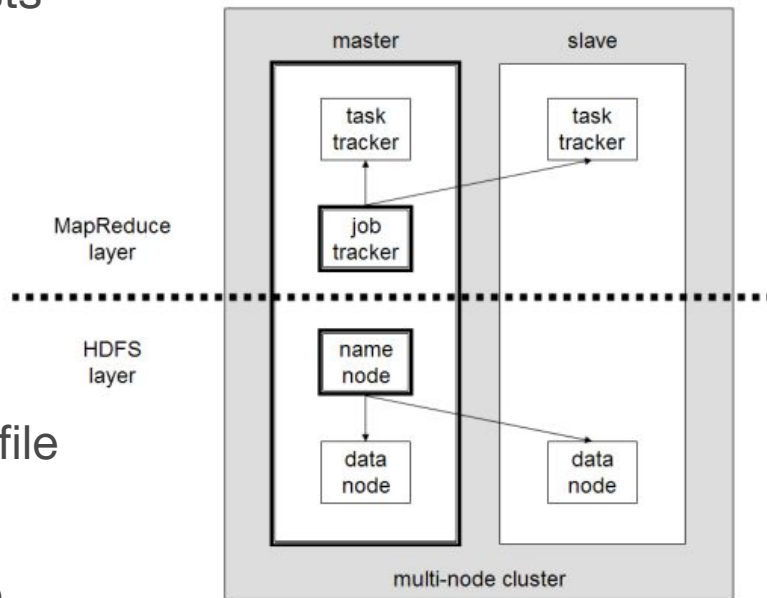 master
slave
task
tracker
task
tracker
job
tracker
MapReduce
layer
HDFS
layer
name
node
file
data
node
data
node
multi-node cluster